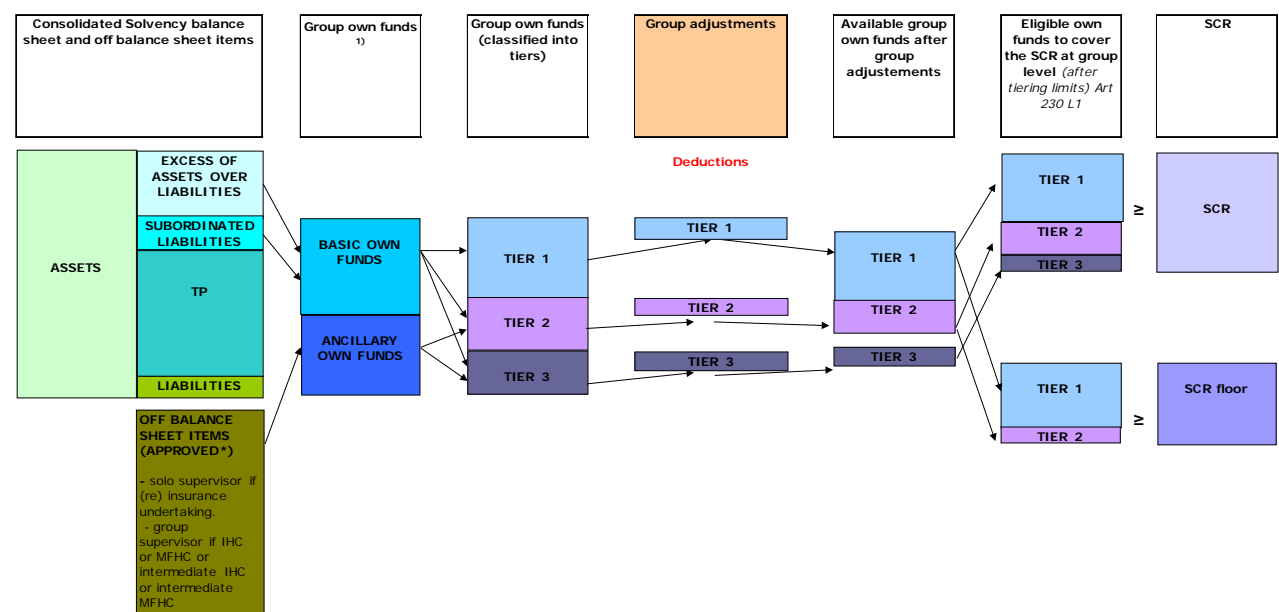 Consolidated Solvency balance
sheet and off balance sheet items
Group own funds
1)
Group own funds
(classified into
tiers)
Group adjustments
Available group
own funds after
group
adjustements
Eligible own
funds to cover
the SCR at group
level (after
tiering limits) Art
230 L1
SCR
ASSETS
EXCESS OF
ASSETS OVER
LIABILITIES
SUBORDINATED
LIABILITIES
TP
LIABILITIES
OFF BALANCE
SHEET ITEMS
(APPROVED*)
- solo supervisor if
(re) insurance
undertaking.
- group
supervisor if IHC
or MFHC or
intermediate IHC
or intermediate
MFHC
BASIC OWN
FUNDS
ANCILLARY
OWN FUNDS
TIER 1
TIER 2
TIER 3
Deductions
TIER 1
TIER 2
TIER 3
TIER 1
TIER 2
TIER 3
TIER 1
TIER 2
TIER 3
≥
SCR
TIER 1
TIER 2
≥
SCR floor